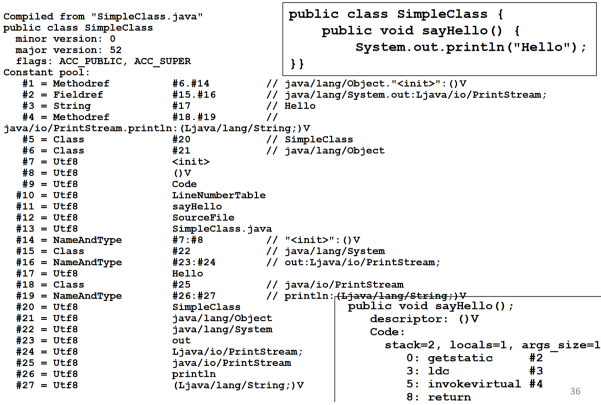 Compiled from "SimpleClass.java"
public class SimpleClass
  minor version: 0
  major version: 52
  flags: ACC_PUBLIC, ACC_SUPER
Constant pool:
   #1 = Methodref          #6.#14         // java/lang/Object."<init>":()V
   #2 = Fieldref           #15.#16        // java/lang/System.out:Ljava/io/PrintStream;
   #3 = String             #17            // Hello
   #4 = Methodref          #18.#19        //
java/io/PrintStream.println:(Ljava/lang/String;)V
   #5 = Class              #20            // SimpleClass
   #6 = Class              #21            // java/lang/Object
   #7 = Utf8               <init>
   #8 = Utf8               ()V
   #9 = Utf8               Code
  #10 = Utf8               LineNumberTable
  #11 = Utf8               sayHello
  #12 = Utf8               SourceFile
  #13 = Utf8               SimpleClass.java
  #14 = NameAndType        #7:#8          // "<init>":()V
  #15 = Class              #22            // java/lang/System
  #16 = NameAndType        #23:#24        // out:Ljava/io/PrintStream;
  #17 = Utf8               Hello
  #18 = Class              #25            // java/io/PrintStream
  #19 = NameAndType        #26:#27        // println:(Ljava/lang/String;)V
  #20 = Utf8               SimpleClass
  #21 = Utf8               java/lang/Object
  #22 = Utf8               java/lang/System
  #23 = Utf8               out
  #24 = Utf8               Ljava/io/PrintStream;
  #25 = Utf8               java/io/PrintStream
  #26 = Utf8               println
  #27 = Utf8               (Ljava/lang/String;)V
public class SimpleClass {
    public void sayHello() {
        System.out.println("Hello");
}}
public void sayHello();
  descriptor: ()V
  Code:
    stack=2, locals=1, args_size=1
       0: getstatic     #2
       3: ldc           #3
       5: invokevirtual #4
       8: return
36